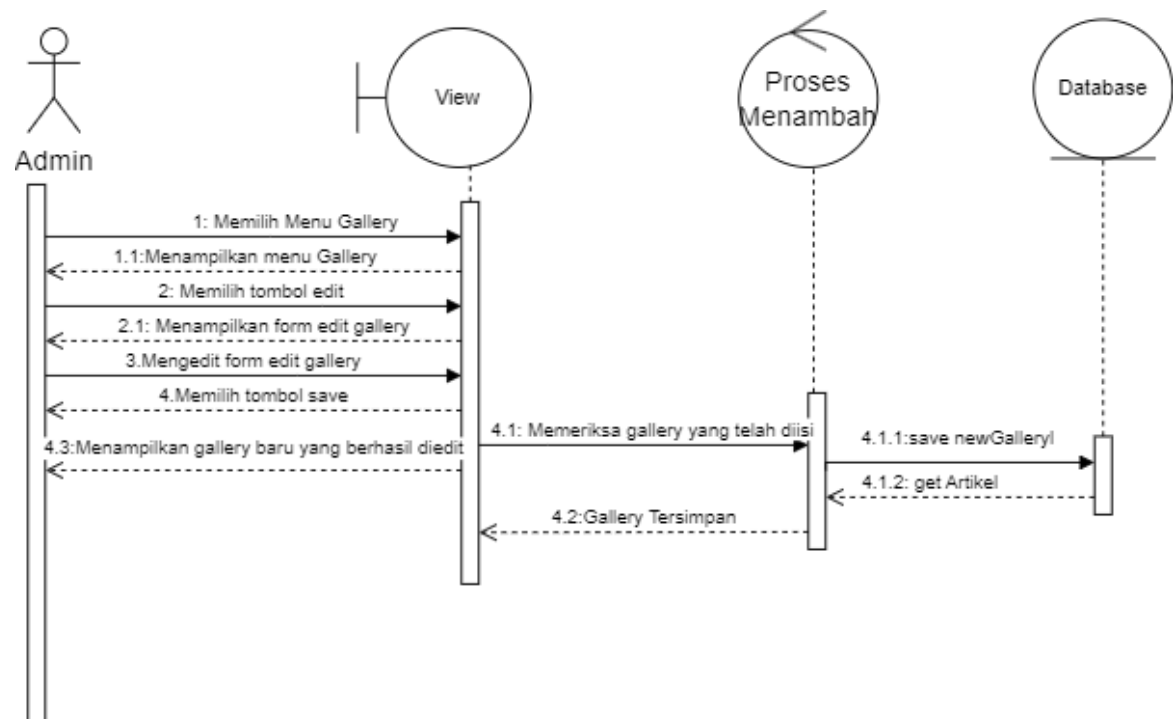 View
Proses
Menambah
Database
Admin
1: Memilih Menu Gallery
1.1:Menampilkan menu Gallery
2: Memilih tombol edit
2.1: Menampilkan form edit gallery
3.Mengedit form edit gallery
4.Memilih tombol save
4.1: Memeriksa gallery yang telah diisi
4.1.1:save newGalleryl
4.3:Menampilkan gallery baru yang berhasil diedit
4.1.2: get Artikel
4.2:Gallery Tersimpan